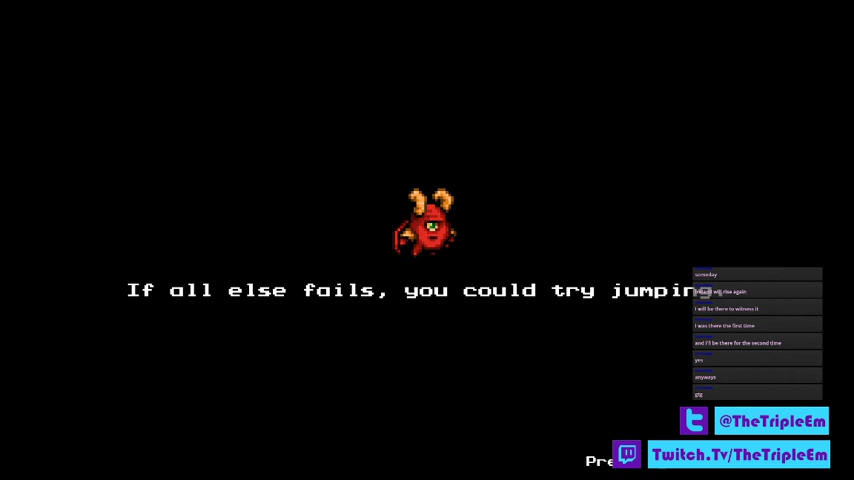 If all else fails, you could try jumping.
someday
will rise again
I will be there to witness it
I was there the first time
and i'll be there for the second time
yes
anyways
gtg
@TheTripleEm
Pre
Twitch.Tv/TheTripleEm